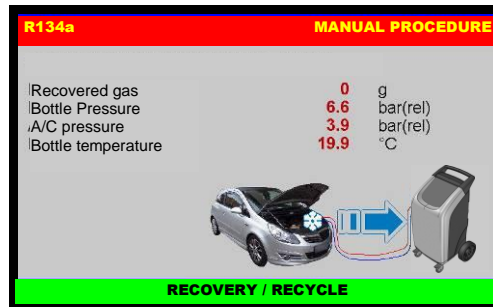 R134a MANUAL PROCEDURE
Recovered gas 0 g
Bottle Pressure 6.6 bar(rel)
A/C pressure 3.9 bar(rel)
Bottle temperature 19.9 °C
RECOVERY / RECYCLE